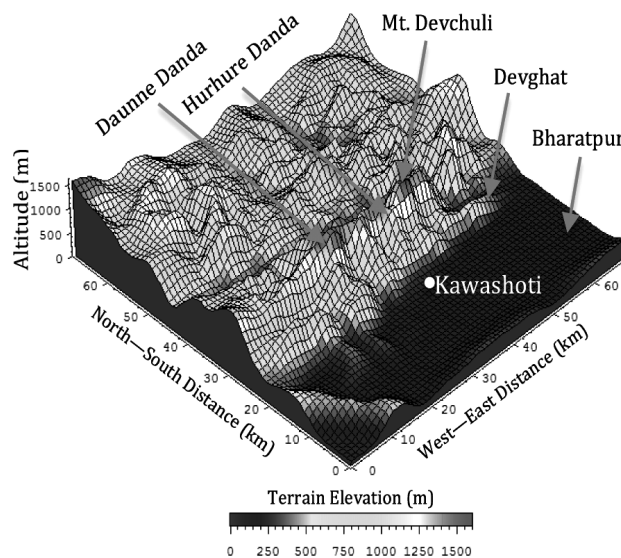 Mt. Devchuli
Hurhure Danda
Daunne Danda
Devghat
Bharatpur
Kawashoti
Altitude (m)
1500
1000
500
0
North—South Distance (km)
60
50
40
30
20
10
0
West—East Distance (km)
0
10
20
30
40
50
60
Terrain Elevation (m)
0 250 500 750 1000 1250 1500